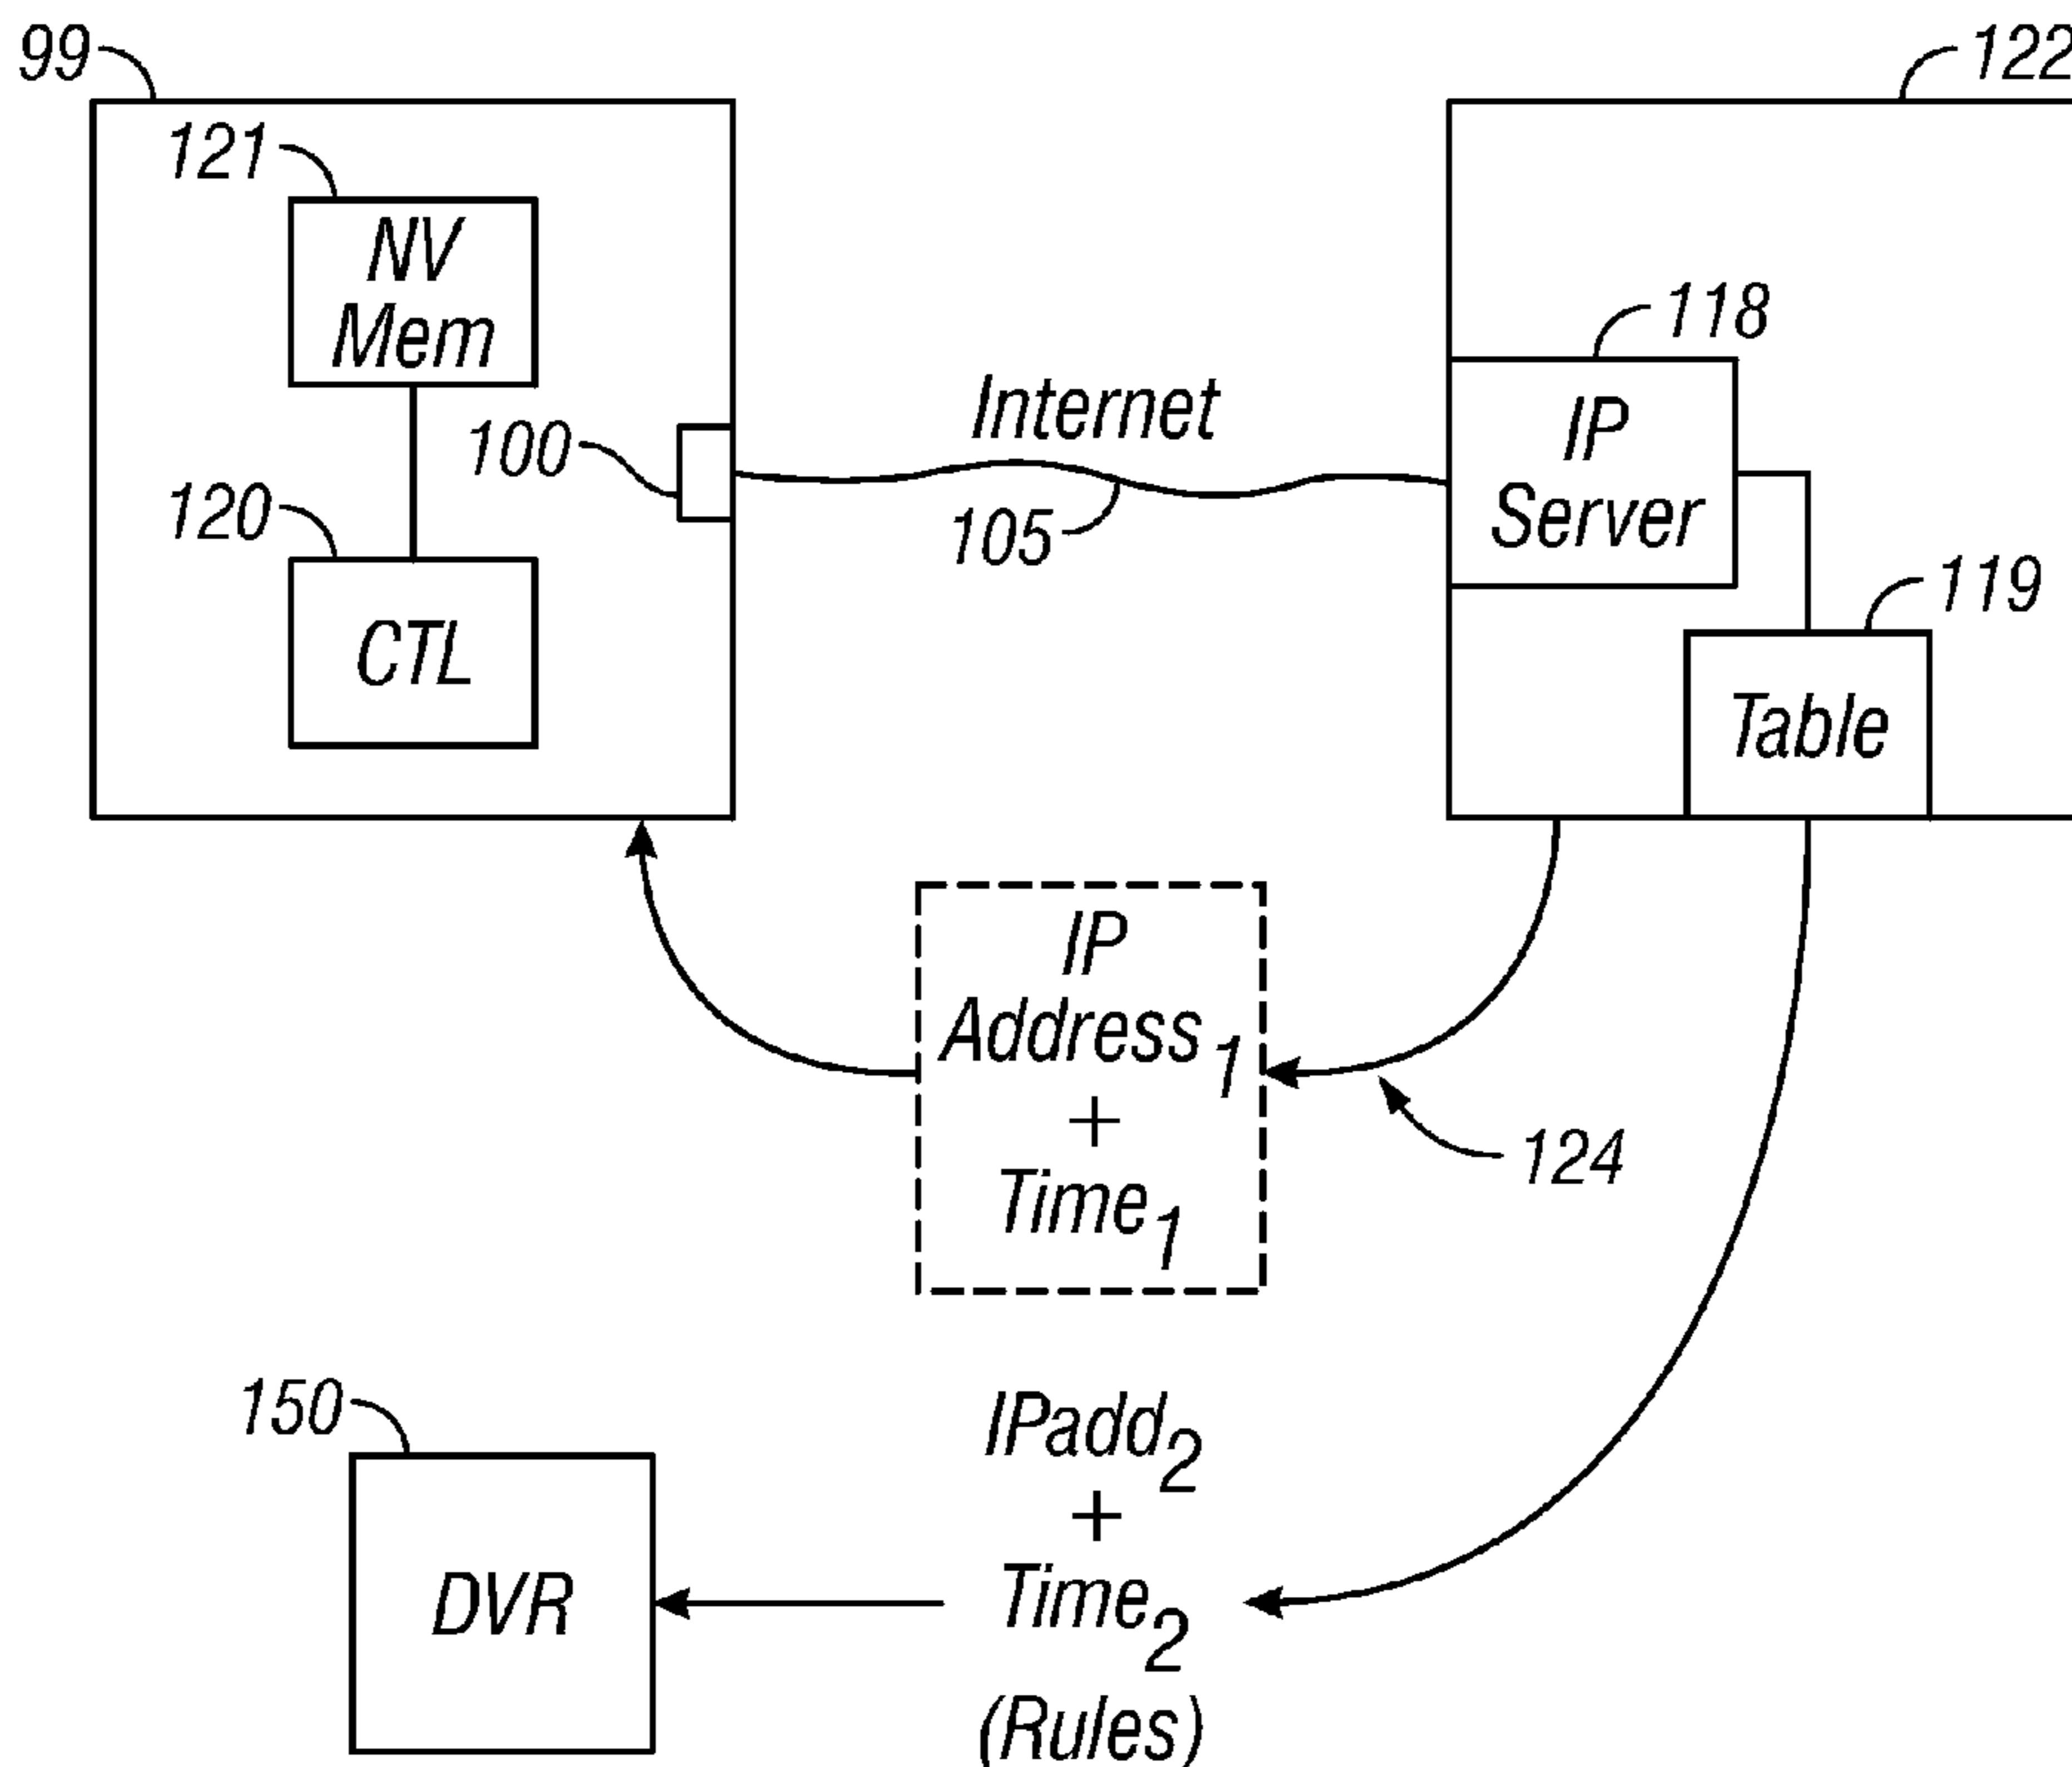 99
122
121
NV
Mem
118
Internet
100
IP
Server
105
120
119
CTL
Table
IP
Address1
+
Time1
124
150
IPadd2
+
Time2
(Rules)
DVR